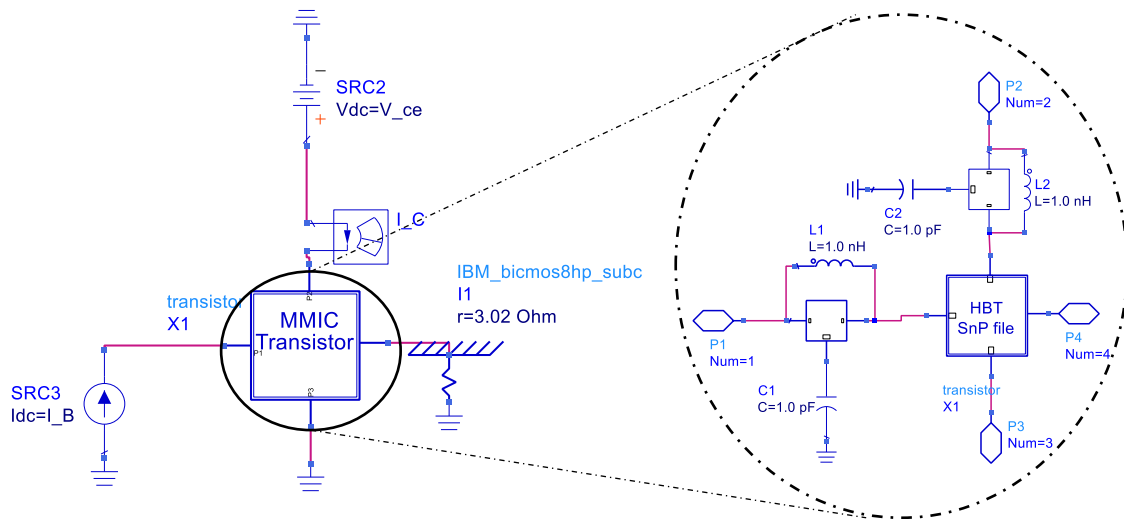 SRC2
Vdc=V_ce
−
+
I_C
IBM_bicmos8hp_subc
I1
r=3.02 Ohm
transistor
X1
P2
MMIC
Transistor
P1
P3
SRC3
Idc=I_B
P2
Num=2
L2
L=1.0 nH
C2
C=1.0 pF
L1
L=1.0 nH
HBT
SnP file
P1
Num=1
P4
Num=4
C1
C=1.0 pF
transistor
X1
P3
Num=3